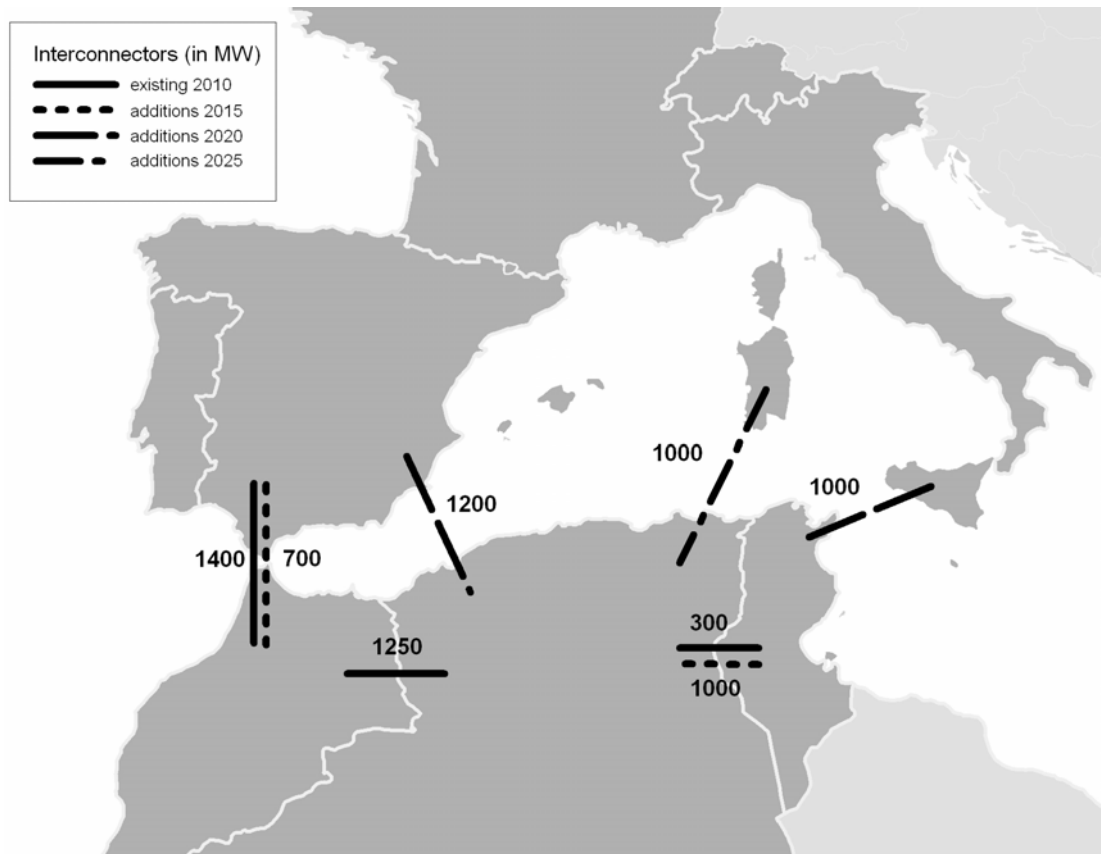 Interconnectors (in MW)
existing 2010
additions 2015
additions 2020
additions 2025
1000
1000
1200
1400
700
300
1250
1000